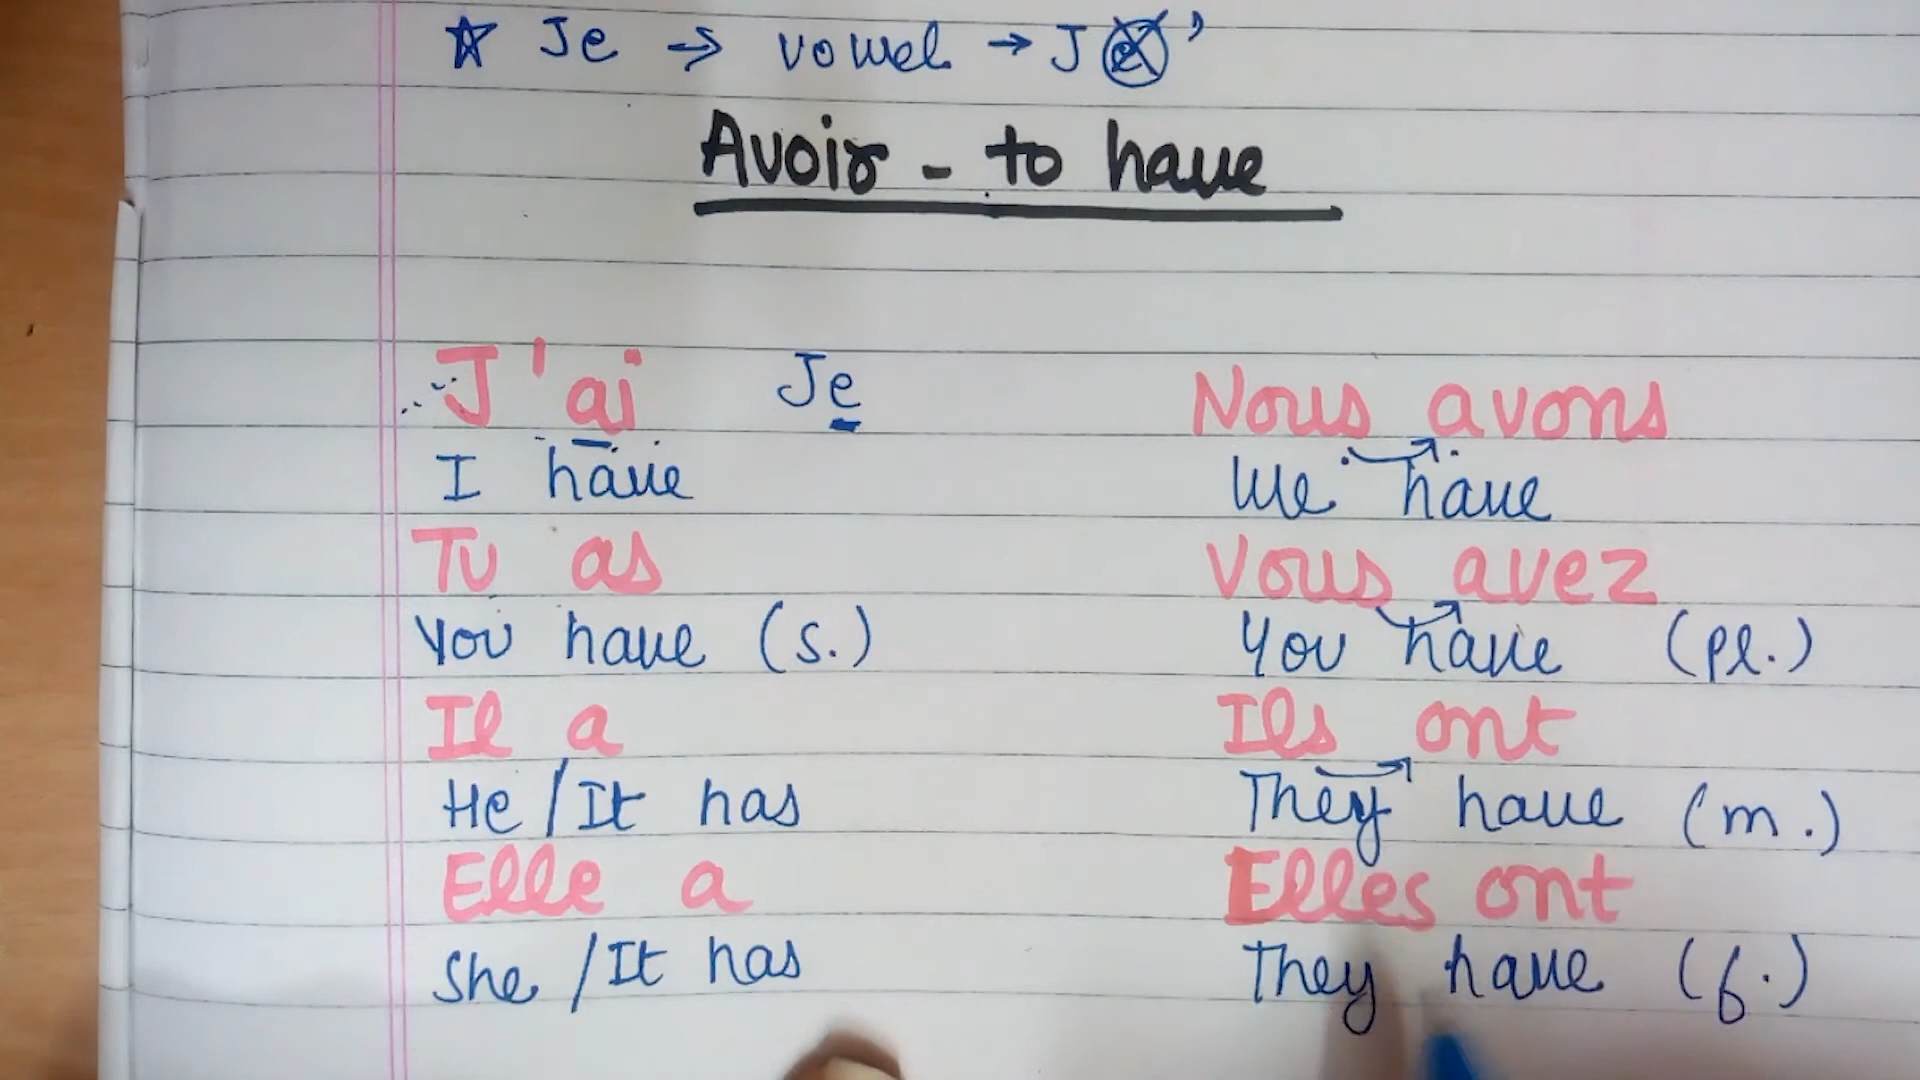 ☆ Je → vowel → Je '
Avoir - to have
J'ai Je
I have
Tu as
You have (s.)
Il a
He / It has
Elle a
She / It has
Nous avons
We have
Vous avez
You have (pl.)
Ils ont
They have (m.)
Elles ont
They have (f.)